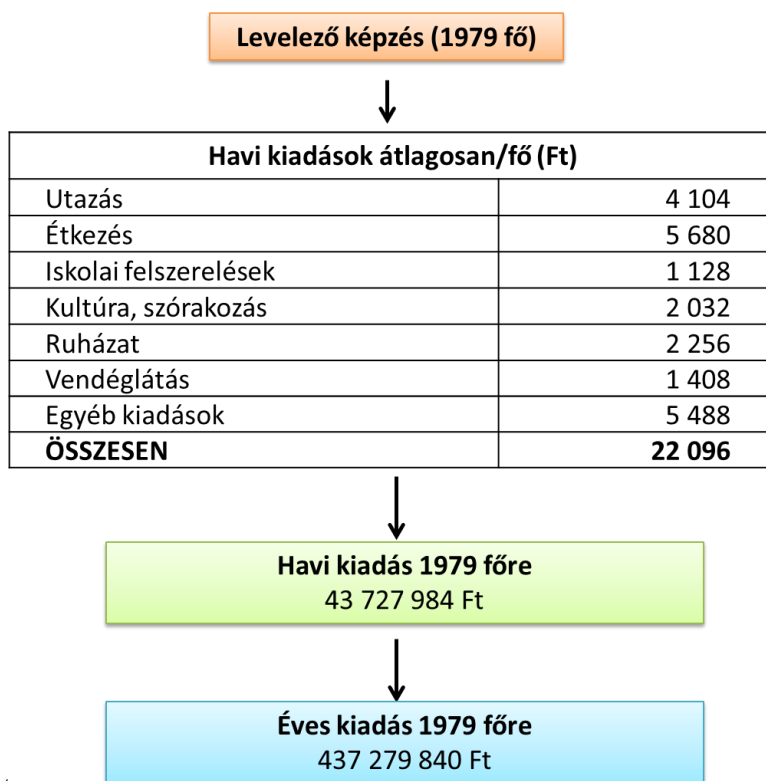 Levelező képzés (1979 fő)
Havi kiadások átlagosan/fő (Ft)
Utazás 4 104
Étkezés 5 680
Iskolai felszerelések 1 128
Kultúra, szórakozás 2 032
Ruházat 2 256
Vendéglátás 1 408
Egyéb kiadások 5 488
ÖSSZESEN 22 096
Havi kiadás 1979 főre
43 727 984 Ft
Éves kiadás 1979 főre
437 279 840 Ft